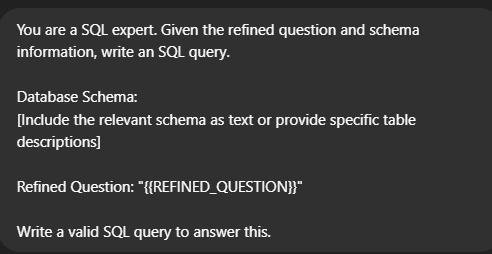 You are a SQL expert. Given the refined question and schema
information, write an SQL query.
Database Schema:
[Include the relevant schema as text or provide specific table
descriptions]
Refined Question: "{{REFINED_QUESTION}}"
Write a valid SQL query to answer this.